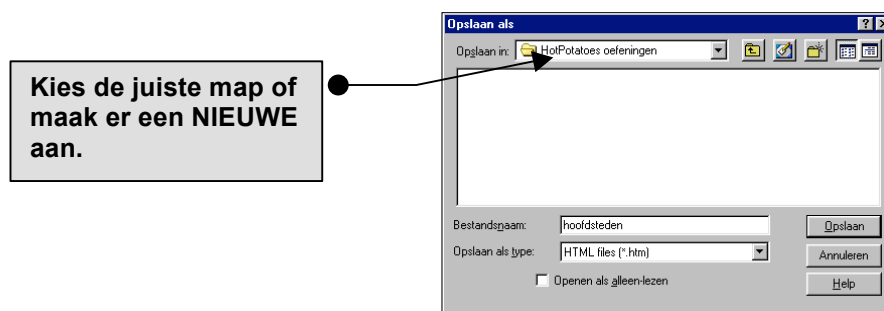 Opslaan als
Opslaan in: HotPotatoes oefeningen
Kies de juiste map of
maak er een NIEUWE
aan.
Bestandsnaam: hoofdsteden Opslaan
Opslaan als type: HTML files (*.htm) Annuleren
Openen als alleen-lezen Help